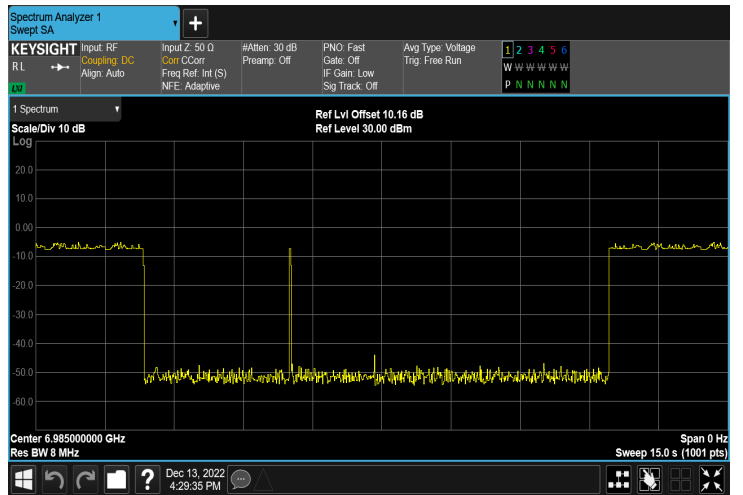 Spectrum Analyzer 1
Swept SA
KEYSIGHT
R L
LXI
Input: RF
Coupling: DC
Align: Auto
Input Z: 50 Ω
Corr CCorr
Freq Ref: Int (S)
NFE: Adaptive
#Atten: 30 dB
Preamp: Off
PNO: Fast
Gate: Off
IF Gain: Low
Sig Track: Off
Avg Type: Voltage
Trig: Free Run
1 2 3 4 5 6
W W W W W W
P N N N N N
1 Spectrum
Scale/Div 10 dB
Ref Lvl Offset 10.16 dB
Ref Level 30.00 dBm
Log
20.0
10.0
0.00
-10.0
-20.0
-30.0
-40.0
-50.0
-60.0
Center 6.985000000 GHz
Res BW 8 MHz
Span 0 Hz
Sweep 15.0 s (1001 pts)
?
Dec 13, 2022
4:29:35 PM